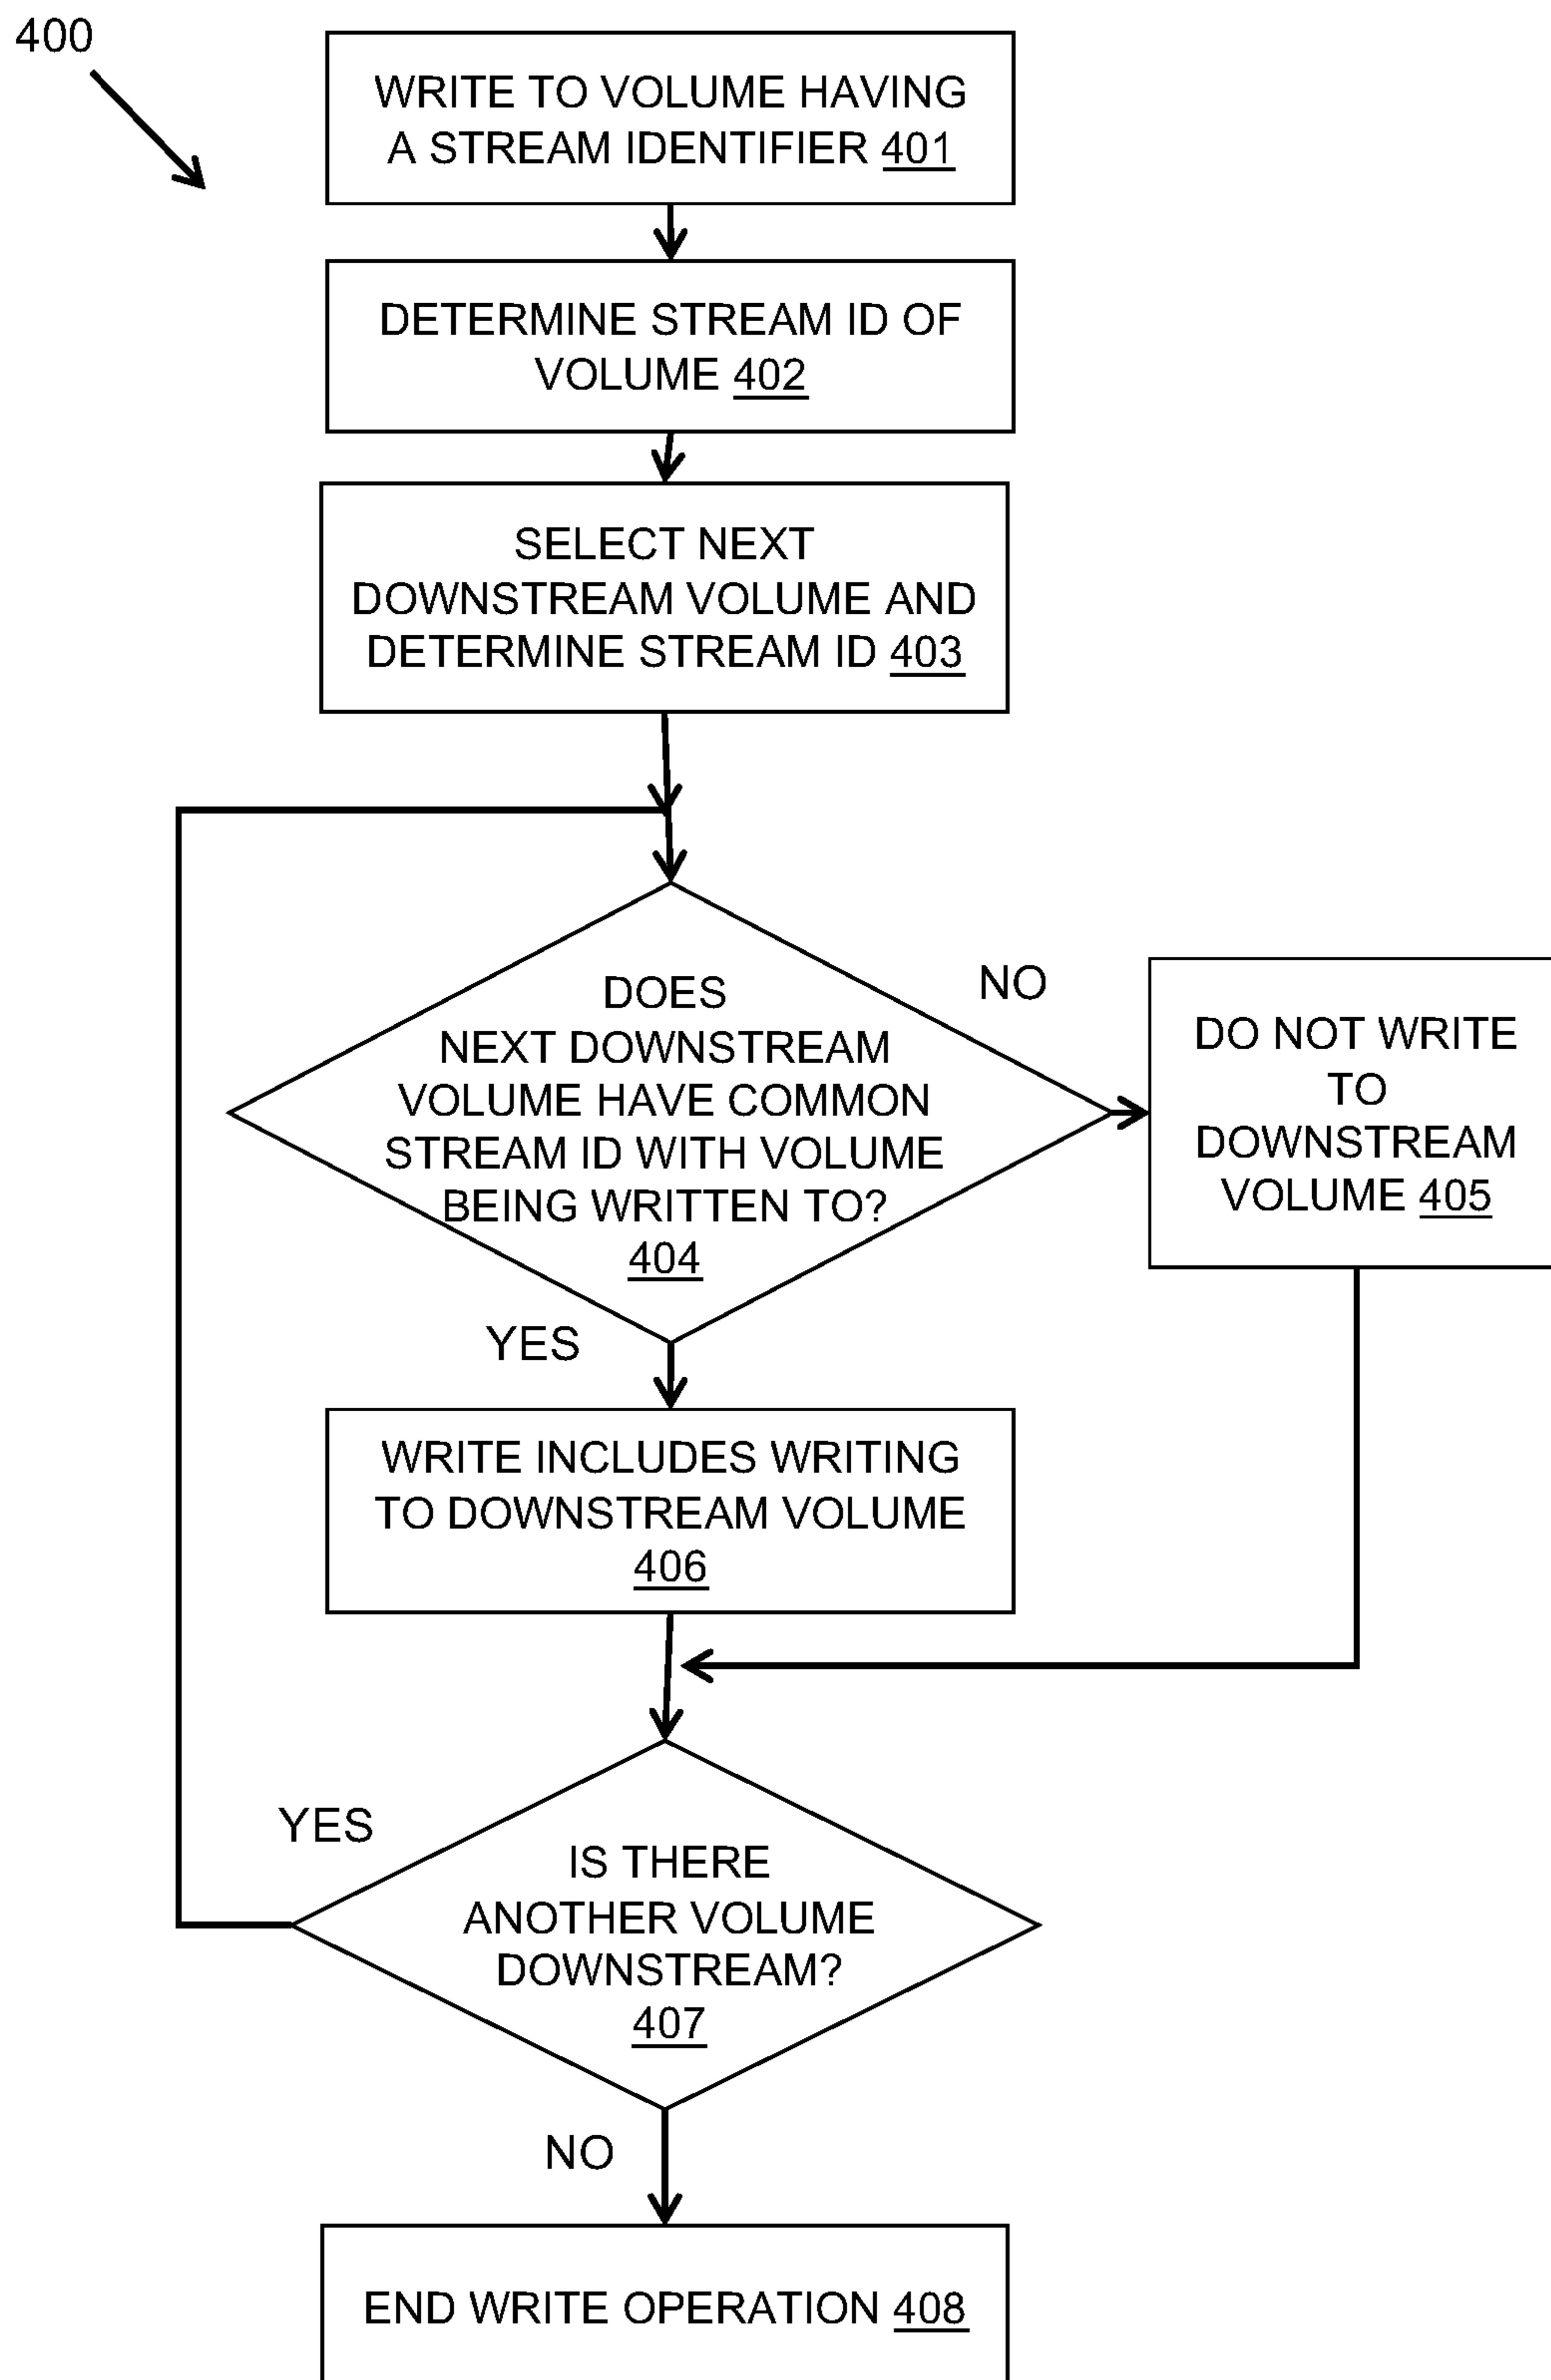 400
WRITE TO VOLUME HAVING
A STREAM IDENTIFIER 401
DETERMINE STREAM ID OF
VOLUME 402
SELECT NEXT
DOWNSTREAM VOLUME AND
DETERMINE STREAM ID 403
DOES
NEXT DOWNSTREAM
VOLUME HAVE COMMON
STREAM ID WITH VOLUME
BEING WRITTEN TO?
404
NO
DO NOT WRITE
TO
DOWNSTREAM
VOLUME 405
YES
WRITE INCLUDES WRITING
TO DOWNSTREAM VOLUME
406
YES
IS THERE
ANOTHER VOLUME
DOWNSTREAM?
407
NO
END WRITE OPERATION 408